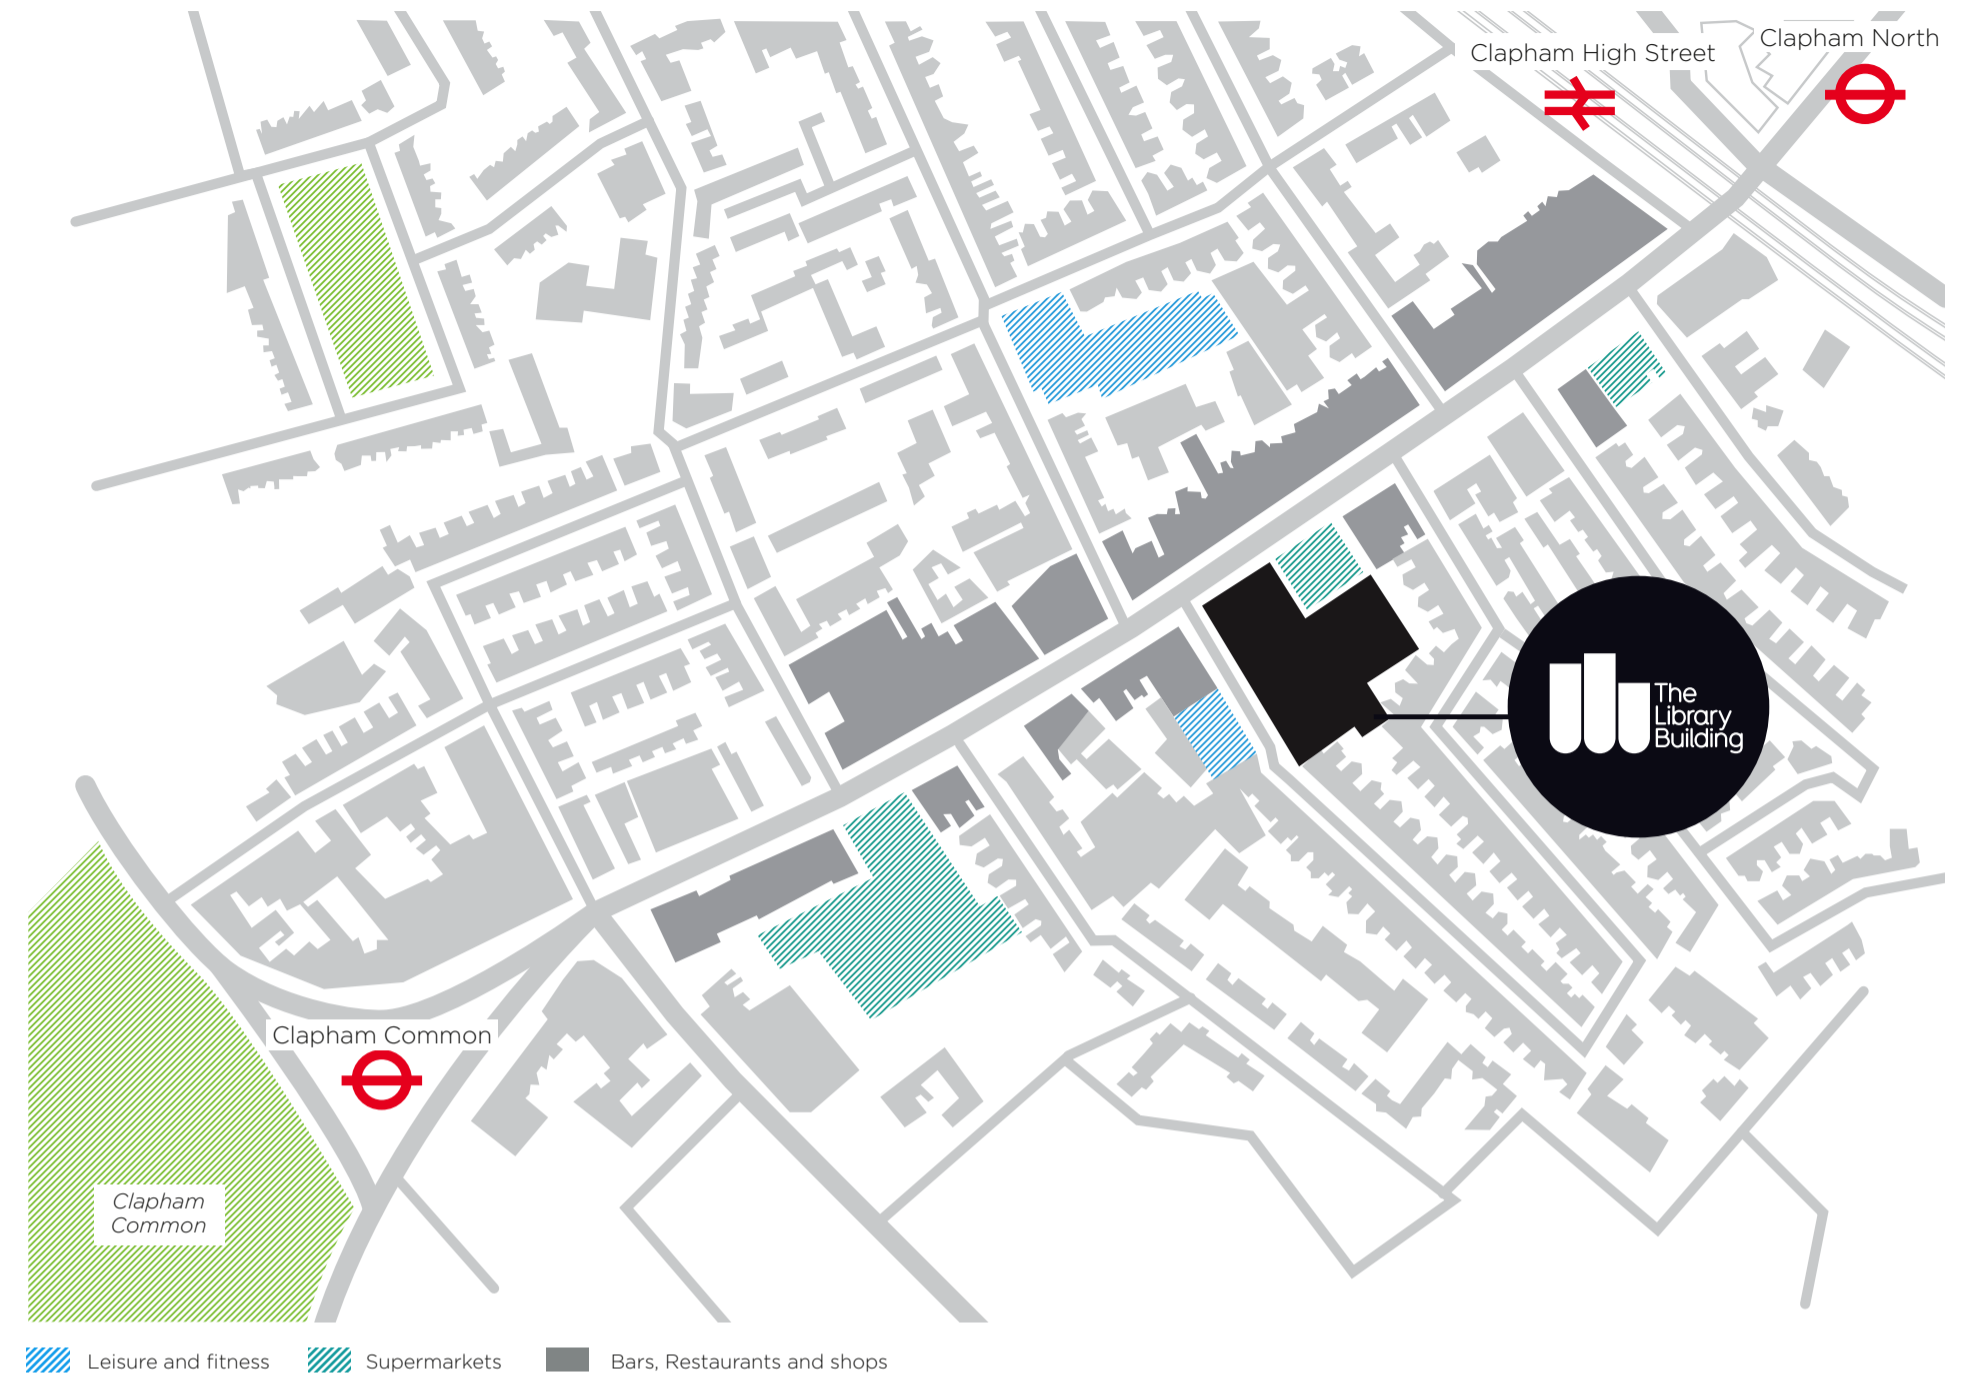 Clapham North
Clapham High Street
The
Library
Building
Clapham Common
Clapham
Common
Leisure and fitness
Supermarkets
Bars, Restaurants and shops